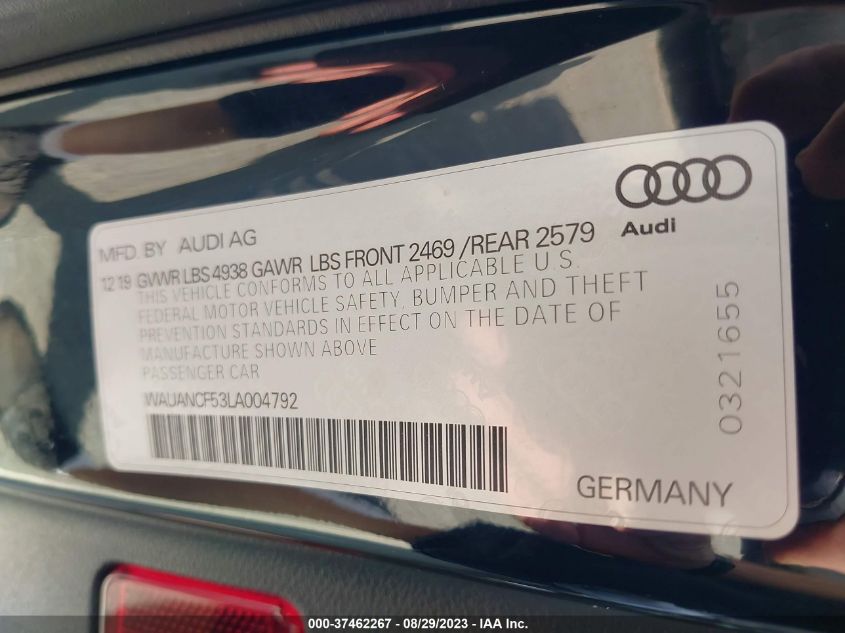 Audi
MFD. BY AUDI AG
12 19 GVWR LBS 4938 GAWR LBS FRONT 2469 /REAR 2579
THIS VEHICLE CONFORMS TO ALL APPLICABLE U.S.
FEDERAL MOTOR VEHICLE SAFETY, BUMPER AND THEFT
PREVENTION STANDARDS IN EFFECT ON THE DATE OF
MANUFACTURE SHOWN ABOVE
PASSENGER CAR
WAUANCF53LA004792
0321655
GERMANY
000-37462267 - 08/29/2023 - IAA Inc.